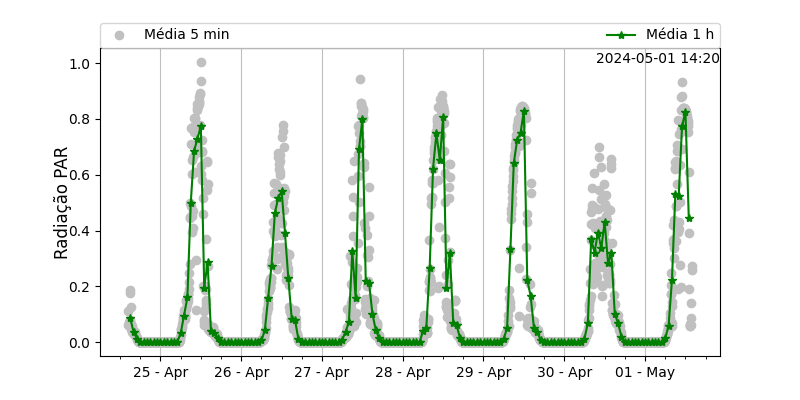 Média 5 min
Média 1 h
2024-05-01 14:20
Radiação PAR
1.0
0.8
0.6
0.4
0.2
0.0
25 - Apr
26 - Apr
27 - Apr
28 - Apr
29 - Apr
30 - Apr
01 - May